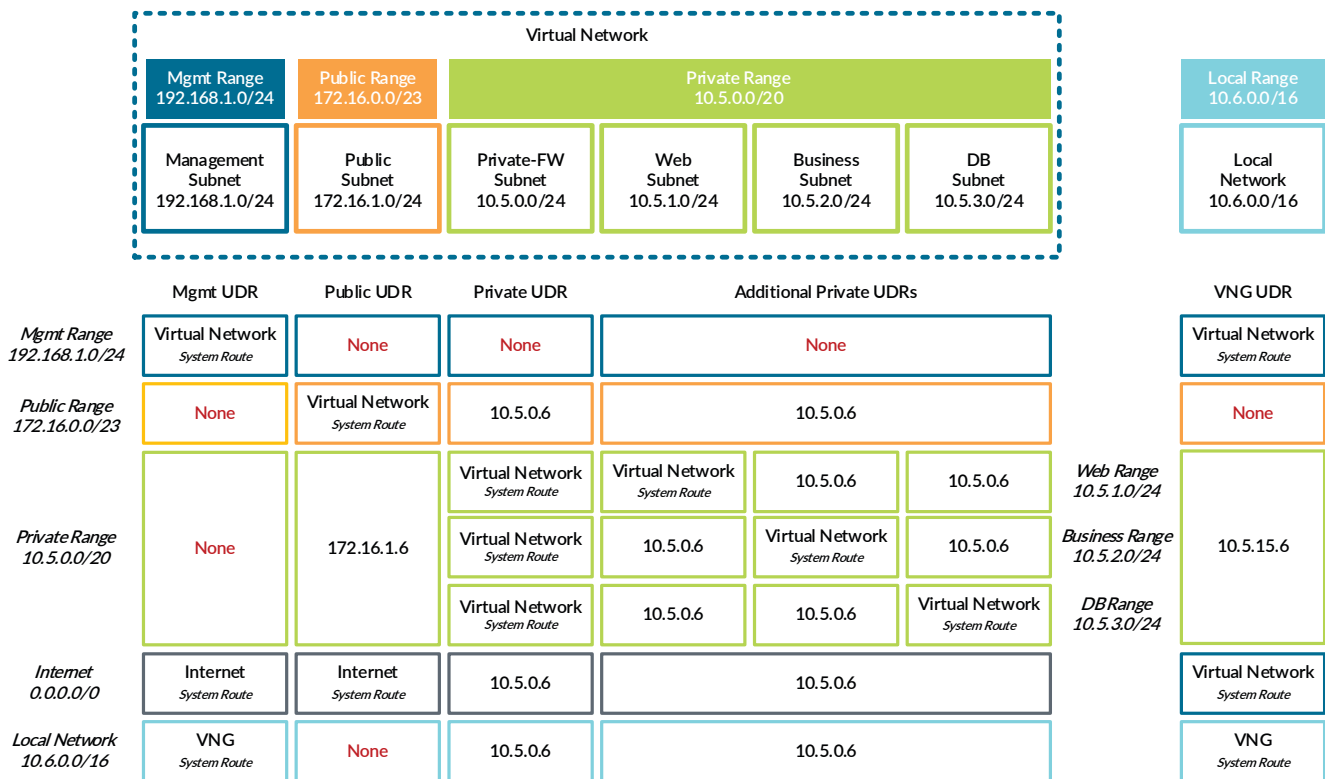 Virtual Network
Mgmt Range
192.168.1.0/24
Public Range
172.16.0.0/23
Private Range
10.5.0.0/20
Local Range
10.6.0.0/16
Management
Subnet
192.168.1.0/24
Public
Subnet
172.16.1.0/24
Private-FW
Subnet
10.5.0.0/24
Web
Subnet
10.5.1.0/24
Business
Subnet
10.5.2.0/24
DB
Subnet
10.5.3.0/24
Local
Network
10.6.0.0/16
Mgmt UDR
Public UDR
Private UDR
Additional Private UDRs
VNG UDR
Mgmt Range
192.168.1.0/24
Virtual Network
System Route
None
None
None
Virtual Network
System Route
Public Range
172.16.0.0/23
None
Virtual Network
System Route
10.5.0.6
10.5.0.6
None
Private Range
10.5.0.0/20
None
172.16.1.6
Virtual Network
System Route
Virtual Network
System Route
10.5.0.6
10.5.0.6
Web Range
10.5.1.0/24
Virtual Network
System Route
10.5.0.6
Virtual Network
System Route
10.5.0.6
Business Range
10.5.2.0/24
10.5.15.6
Virtual Network
System Route
10.5.0.6
10.5.0.6
Virtual Network
System Route
DB Range
10.5.3.0/24
Internet
0.0.0.0/0
Internet
System Route
Internet
System Route
10.5.0.6
10.5.0.6
Virtual Network
System Route
Local Network
10.6.0.0/16
VNG
System Route
None
10.5.0.6
10.5.0.6
VNG
System Route